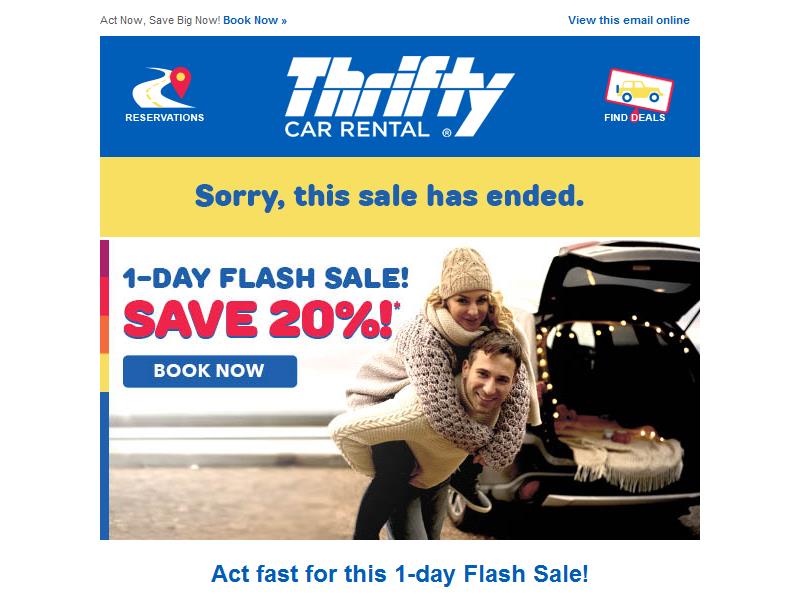 Act Now, Save Big Now! Book Now »
View this email online
RESERVATIONS
Thrifty
CAR RENTAL ®
FIND DEALS
Sorry, this sale has ended.
1-DAY FLASH SALE!
SAVE 20%!*
BOOK NOW
Act fast for this 1-day Flash Sale!